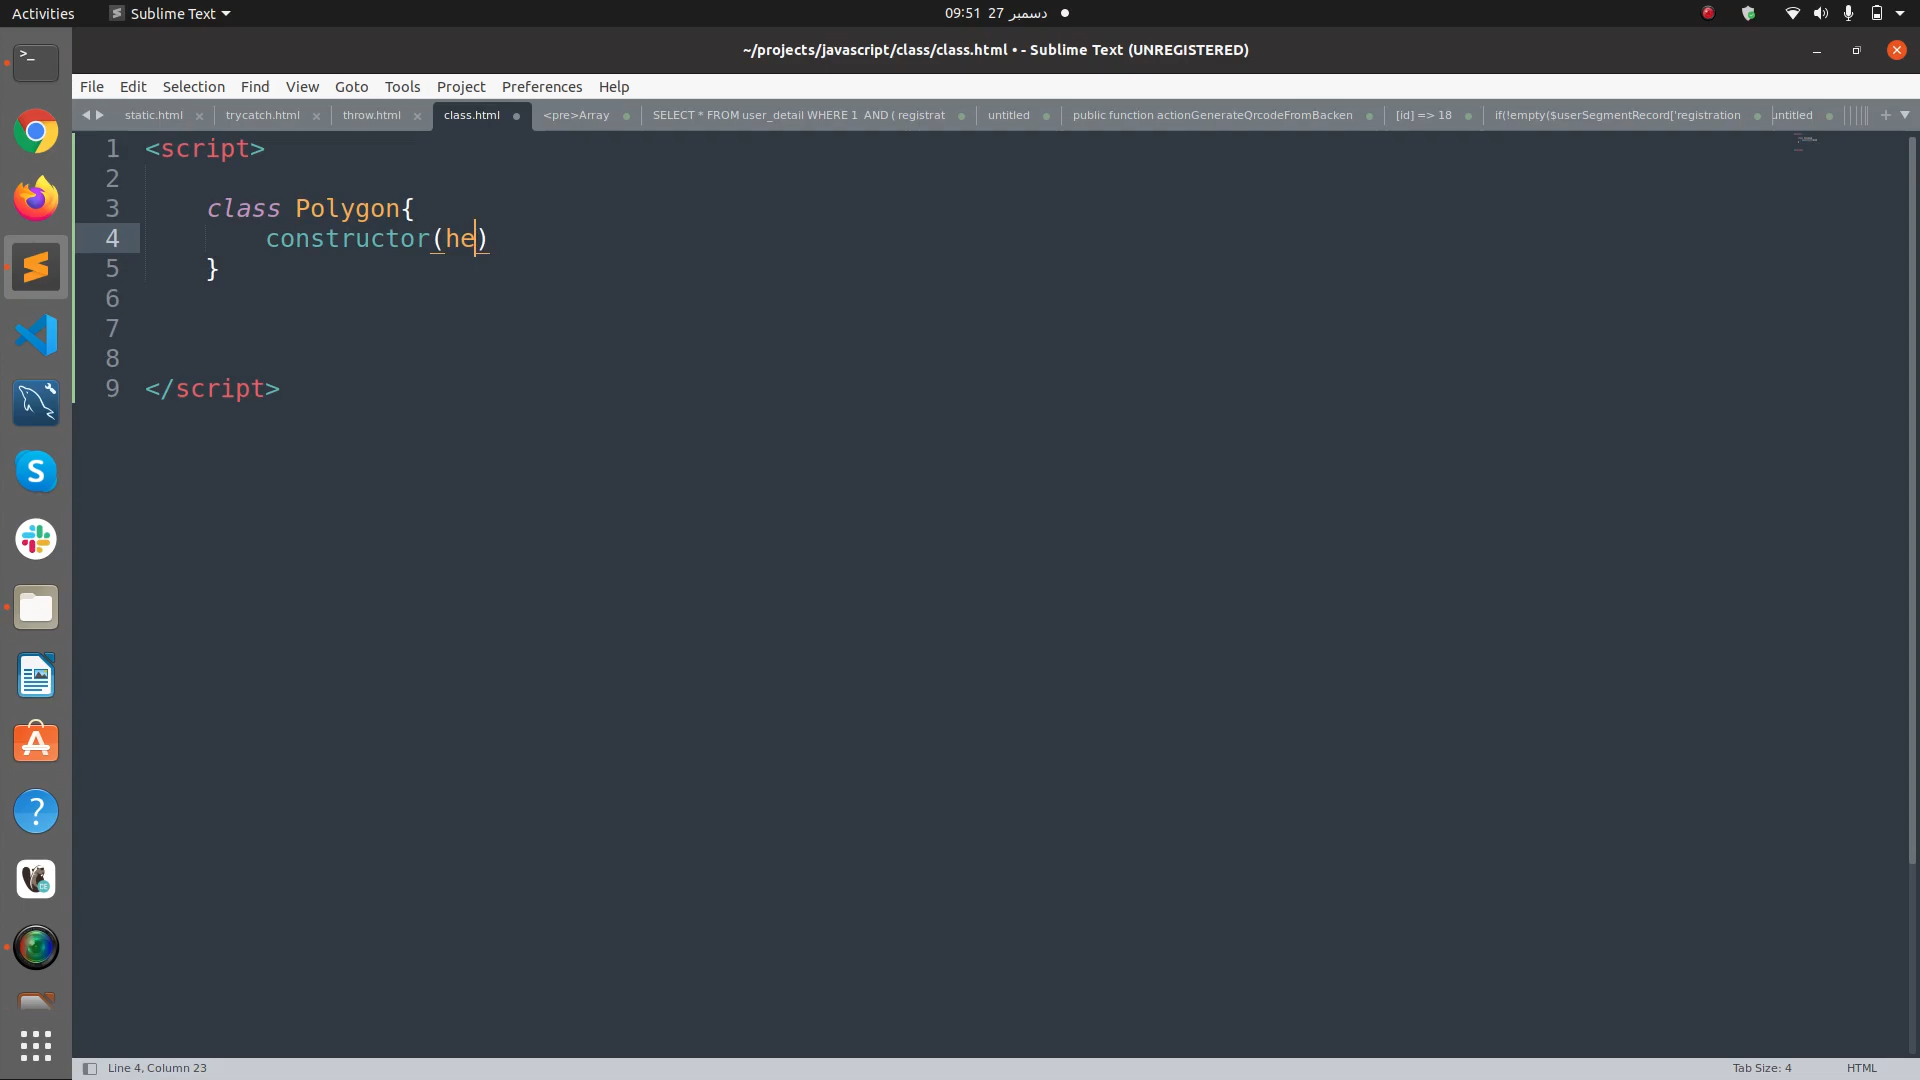 Activities
Sublime Text
09:51 27 دسمبر
~/projects/javascript/class/class.html • - Sublime Text (UNREGISTERED)
File Edit Selection Find View Goto Tools Project Preferences Help
static.html trycatch.html throw.html class.html <pre>Array SELECT * FROM user_detail WHERE 1 AND ( registrat untitled public function actionGenerateQrcodeFromBacken [id] => 18 if(!empty($userSegmentRecord['registration untitled
1 <script>
2
3 class Polygon{
4 constructor(he)
5 }
6
7
8
9 </script>
Line 4, Column 23
Tab Size: 4
HTML